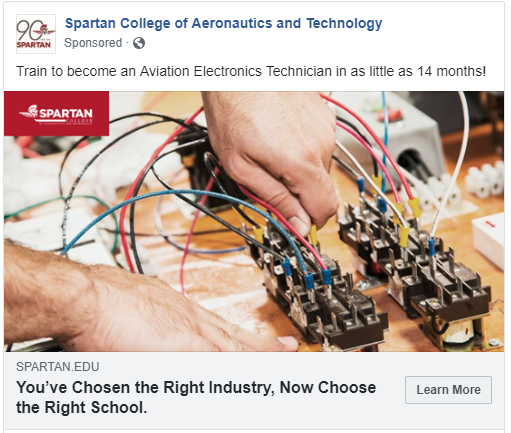 90
SPARTAN
Spartan College of Aeronautics and Technology
Sponsored ·
Train to become an Aviation Electronics Technician in as little as 14 months!
SPARTAN
COLLEGE
SPARTAN.EDU
You’ve Chosen the Right Industry, Now Choose
the Right School.
Learn More